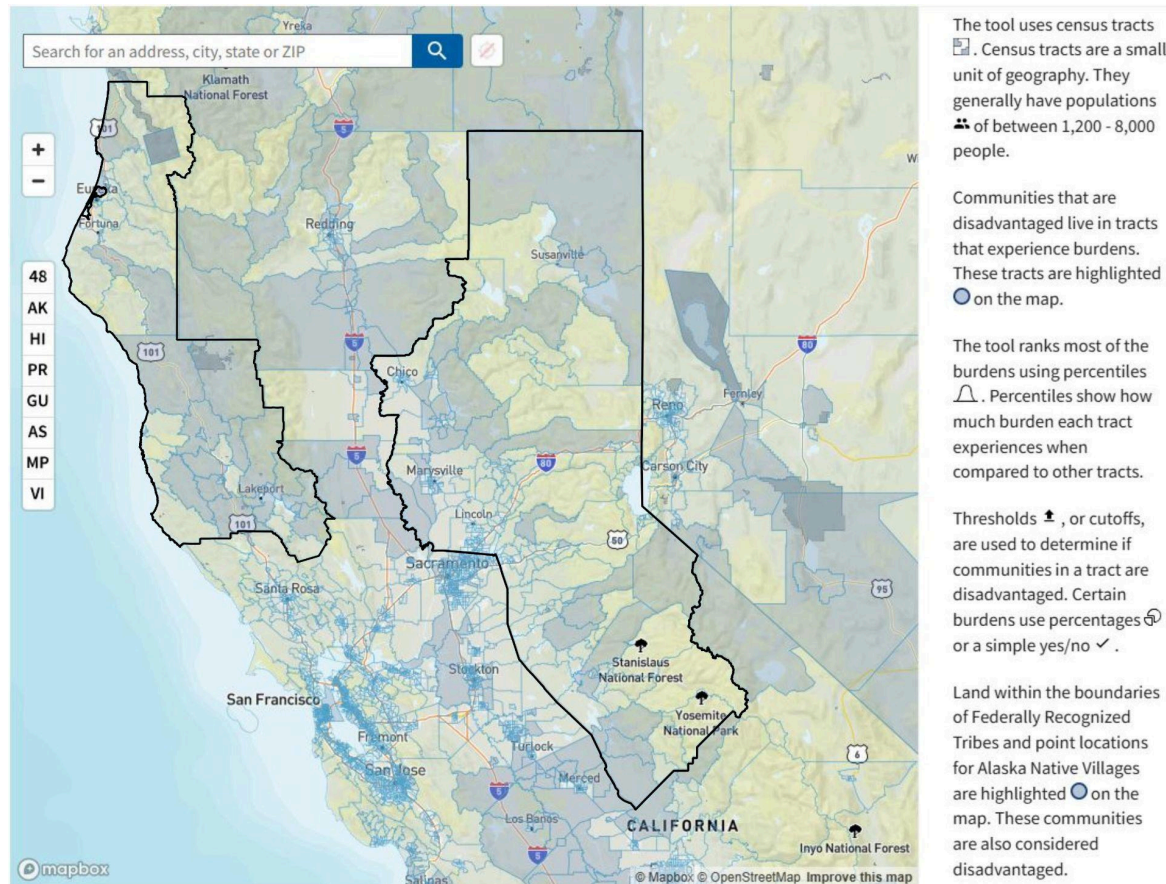 Yreka
Search for an address, city, state or ZIP
Klamath
National Forest
101
5
+
−
Eureka
Fortuna
Redding
Susanville
48
AK
HI
PR
GU
AS
MP
VI
101
5
80
Chico
Reno
Fernley
5
Marysville
80
Carson City
Lakeport
Lincoln
101
50
Sacramento
95
Santa Rosa
Stanislaus
National Forest
Stockton
San Francisco
Yosemite
National Park
Fremont
Turlock
6
San Jose
Merced
5
Los Banos
CALIFORNIA
Inyo National Forest
5
mapbox
Salinas
© Mapbox © OpenStreetMap Improve this map
The tool uses census tracts
. Census tracts are a small
unit of geography. They
generally have populations
of between 1,200 - 8,000
people.
Communities that are
disadvantaged live in tracts
that experience burdens.
These tracts are highlighted
on the map.
The tool ranks most of the
burdens using percentiles
. Percentiles show how
much burden each tract
experiences when
compared to other tracts.
Thresholds , or cutoffs,
are used to determine if
communities in a tract are
disadvantaged. Certain
burdens use percentages
or a simple yes/no .
Land within the boundaries
of Federally Recognized
Tribes and point locations
for Alaska Native Villages
are highlighted on the
map. These communities
are also considered
disadvantaged.